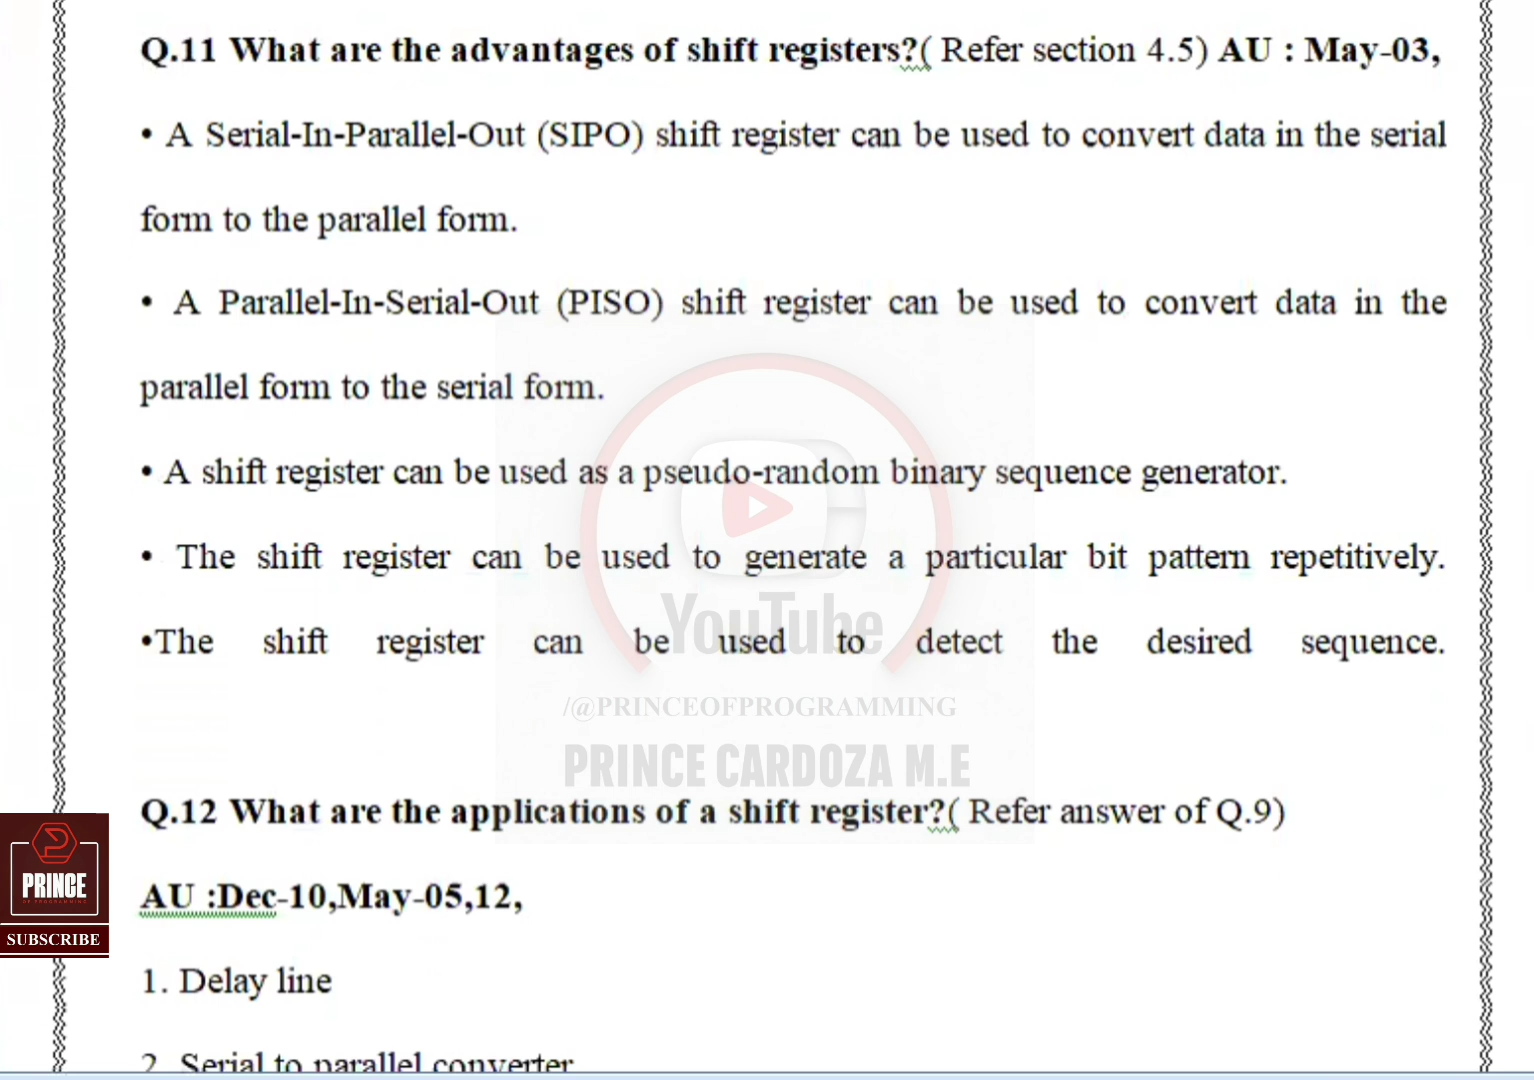 Q.11 What are the advantages of shift registers?( Refer section 4.5) AU : May-03,
• A Serial-In-Parallel-Out (SIPO) shift register can be used to convert data in the serial
form to the parallel form.
• A Parallel-In-Serial-Out (PISO) shift register can be used to convert data in the
parallel form to the serial form.
• A shift register can be used as a pseudo-random binary sequence generator.
• The shift register can be used to generate a particular bit pattern repetitively.
•The shift register can be used to detect the desired sequence.
YouTube
/@PRINCEOFPROGRAMMING
PRINCE CARDOZA M.E
Q.12 What are the applications of a shift register?( Refer answer of Q.9)
AU :Dec-10,May-05,12,
PRINCE
OF PROGRAMMING
SUBSCRIBE
1. Delay line
2. Serial to parallel converter